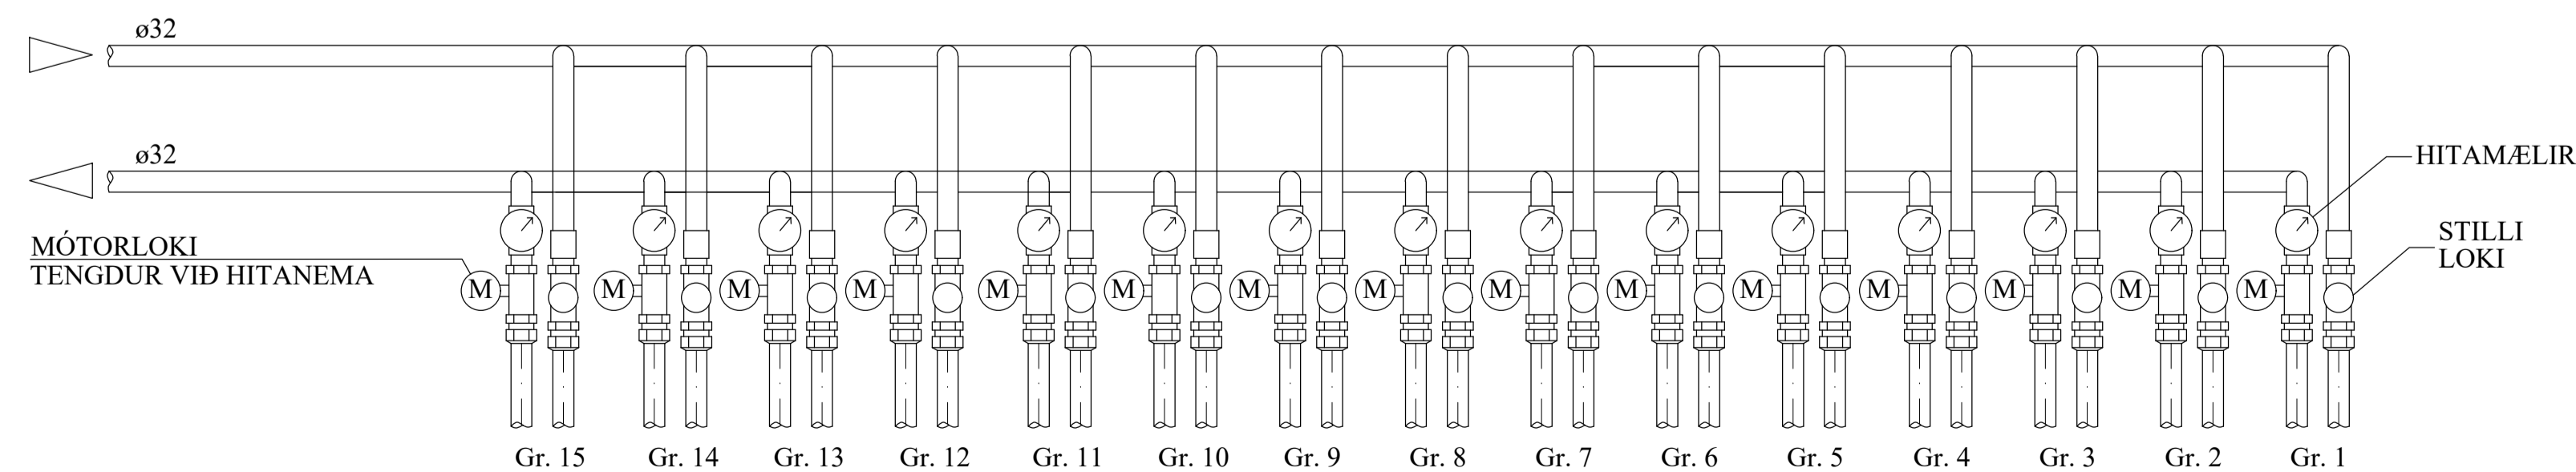 ø32
ø32
HITAMÆLIR
STILLI
LOKI
MÓTORLOKI
TENGDUR VIÐ HITANEMA
M M M M M M M M M M M M M M M
Gr. 15 Gr. 14 Gr. 13 Gr. 12 Gr. 11 Gr. 10 Gr. 9 Gr. 8 Gr. 7 Gr. 6 Gr. 5 Gr. 4 Gr. 3 Gr. 2 Gr. 1